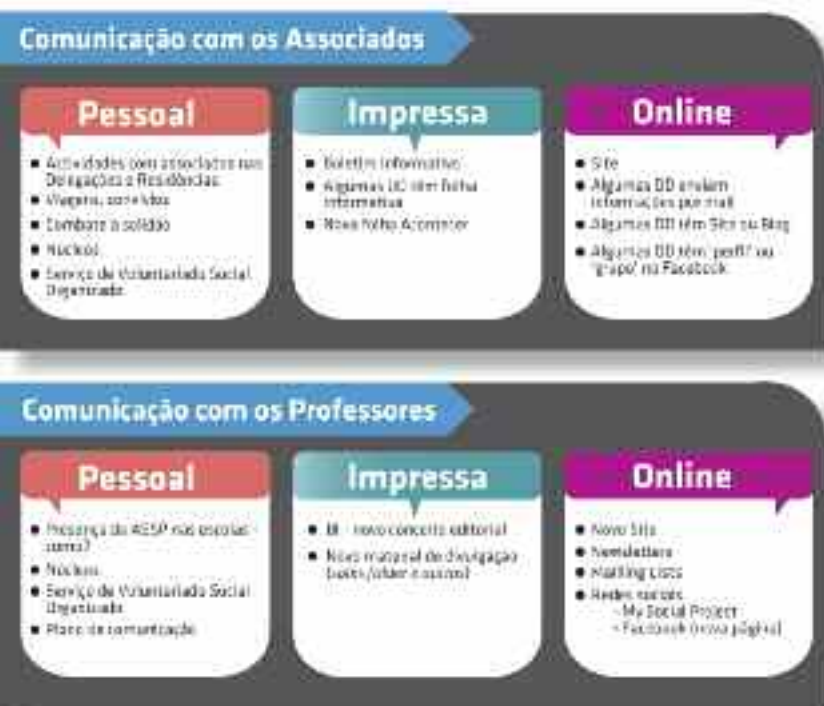 Comunicação com os Associados
Pessoal
Actividades com associados nas
Delegações e Residências
Viagens, convívios
Combate à solidão
Núcleos
Serviço de Voluntariado Social
Organizado
Impressa
Boletim Informativo
Algumas DD têm folha
informativa
Nova folha Acontecer
Online
Site
Algumas DD enviam
informações por mail
Algumas DD têm Site ou Blog
Algumas DD têm "perfil" ou
"grupo" no Facebook
Comunicação com os Professores
Pessoal
Presença da AESP nas escolas -
como?
Núcleos
Serviço de Voluntariado Social
Organizado
Plano de comunicação
Impressa
BI - novo conceito editorial
Novo material de divulgação
Online
Novo Site
Newsletters
Mailing Lists
Redes sociais
- My Social Project
- Facebook (nova página)